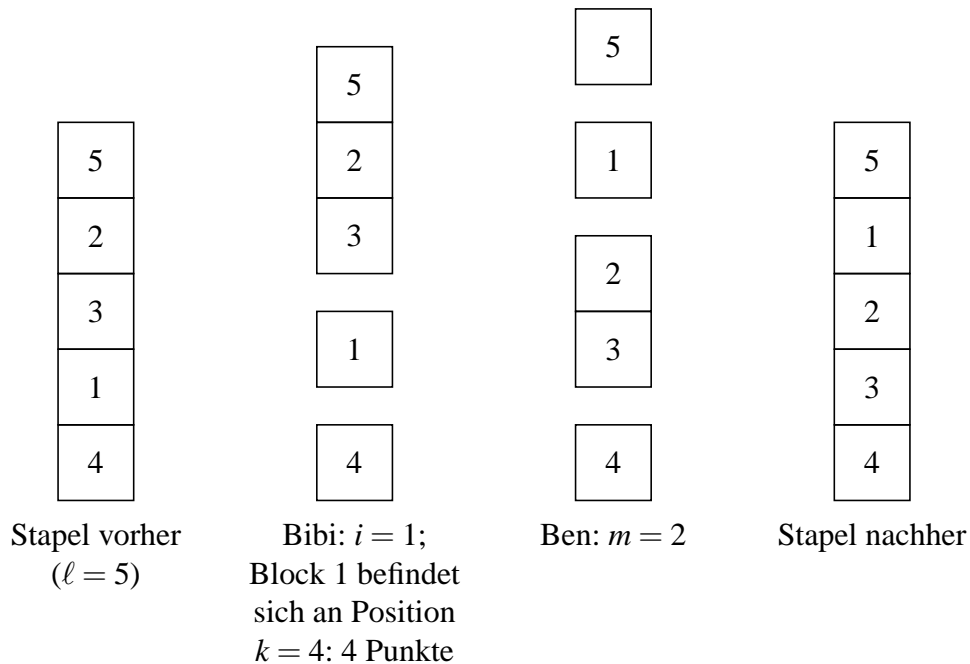 5
2
3
1
4
Stapel vorher
(ℓ = 5)
5
2
3
1
4
Bibi: i = 1;
Block 1 befindet
sich an Position
k = 4: 4 Punkte
5
1
2
3
4
Ben: m = 2
5
1
2
3
4
Stapel nachher